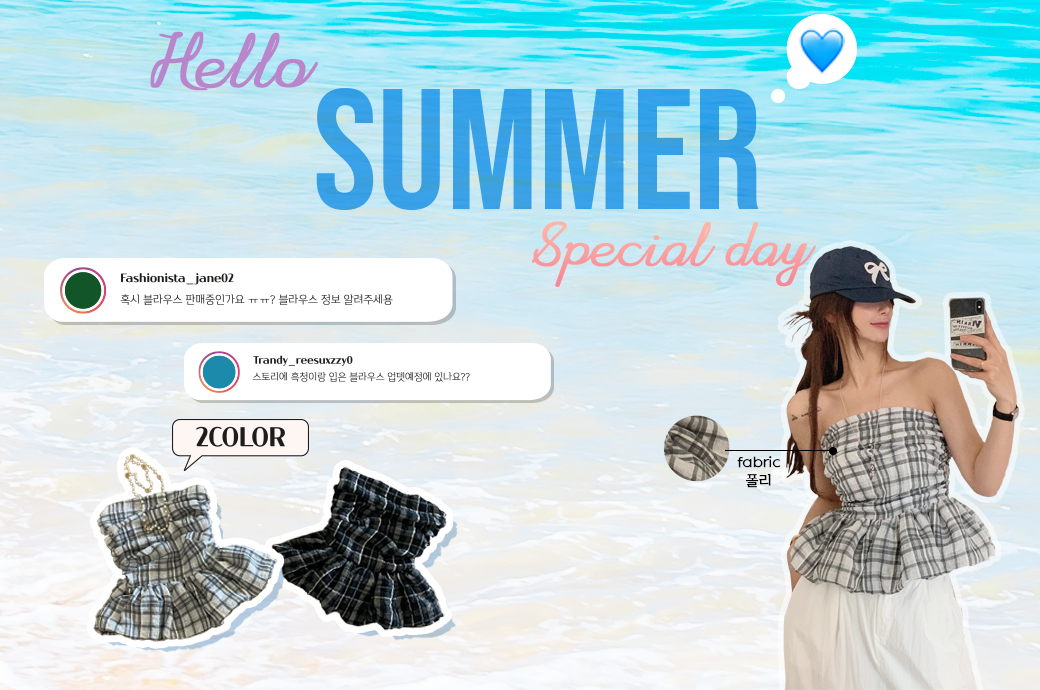 Hello
SUMMER
Special day
Fashionista_jane02
혹시 블라우스 판매중인가요 ㅠㅠ? 블라우스 정보 알려주세용
Trandy_reesuxzzy0
스토리에 흑청이랑 입은 블라우스 업뎃예정에 있나요??
2COLOR
fabric
폴리